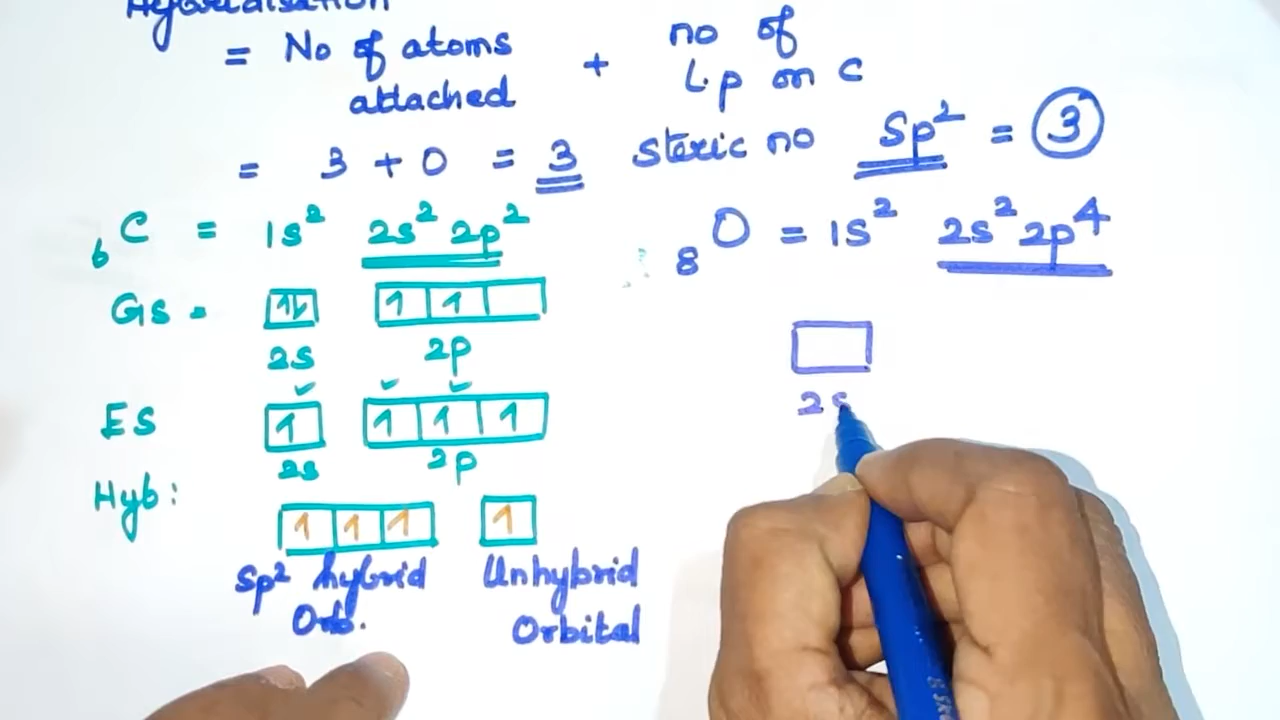 Hybridisation
= No of atoms attached + no of L.p on C
= 3 + 0 = 3 Steric no Sp² = 3
₆C = 1s² 2s² 2p²
₈O = 1s² 2s² 2p⁴
GS = 1⇂ 1 1
2s 2p
ES 1 1 1 1
2s 2p
Hyb: 1 1 1 1
Sp² hybrid Orb.
Unhybrid Orbital
2s